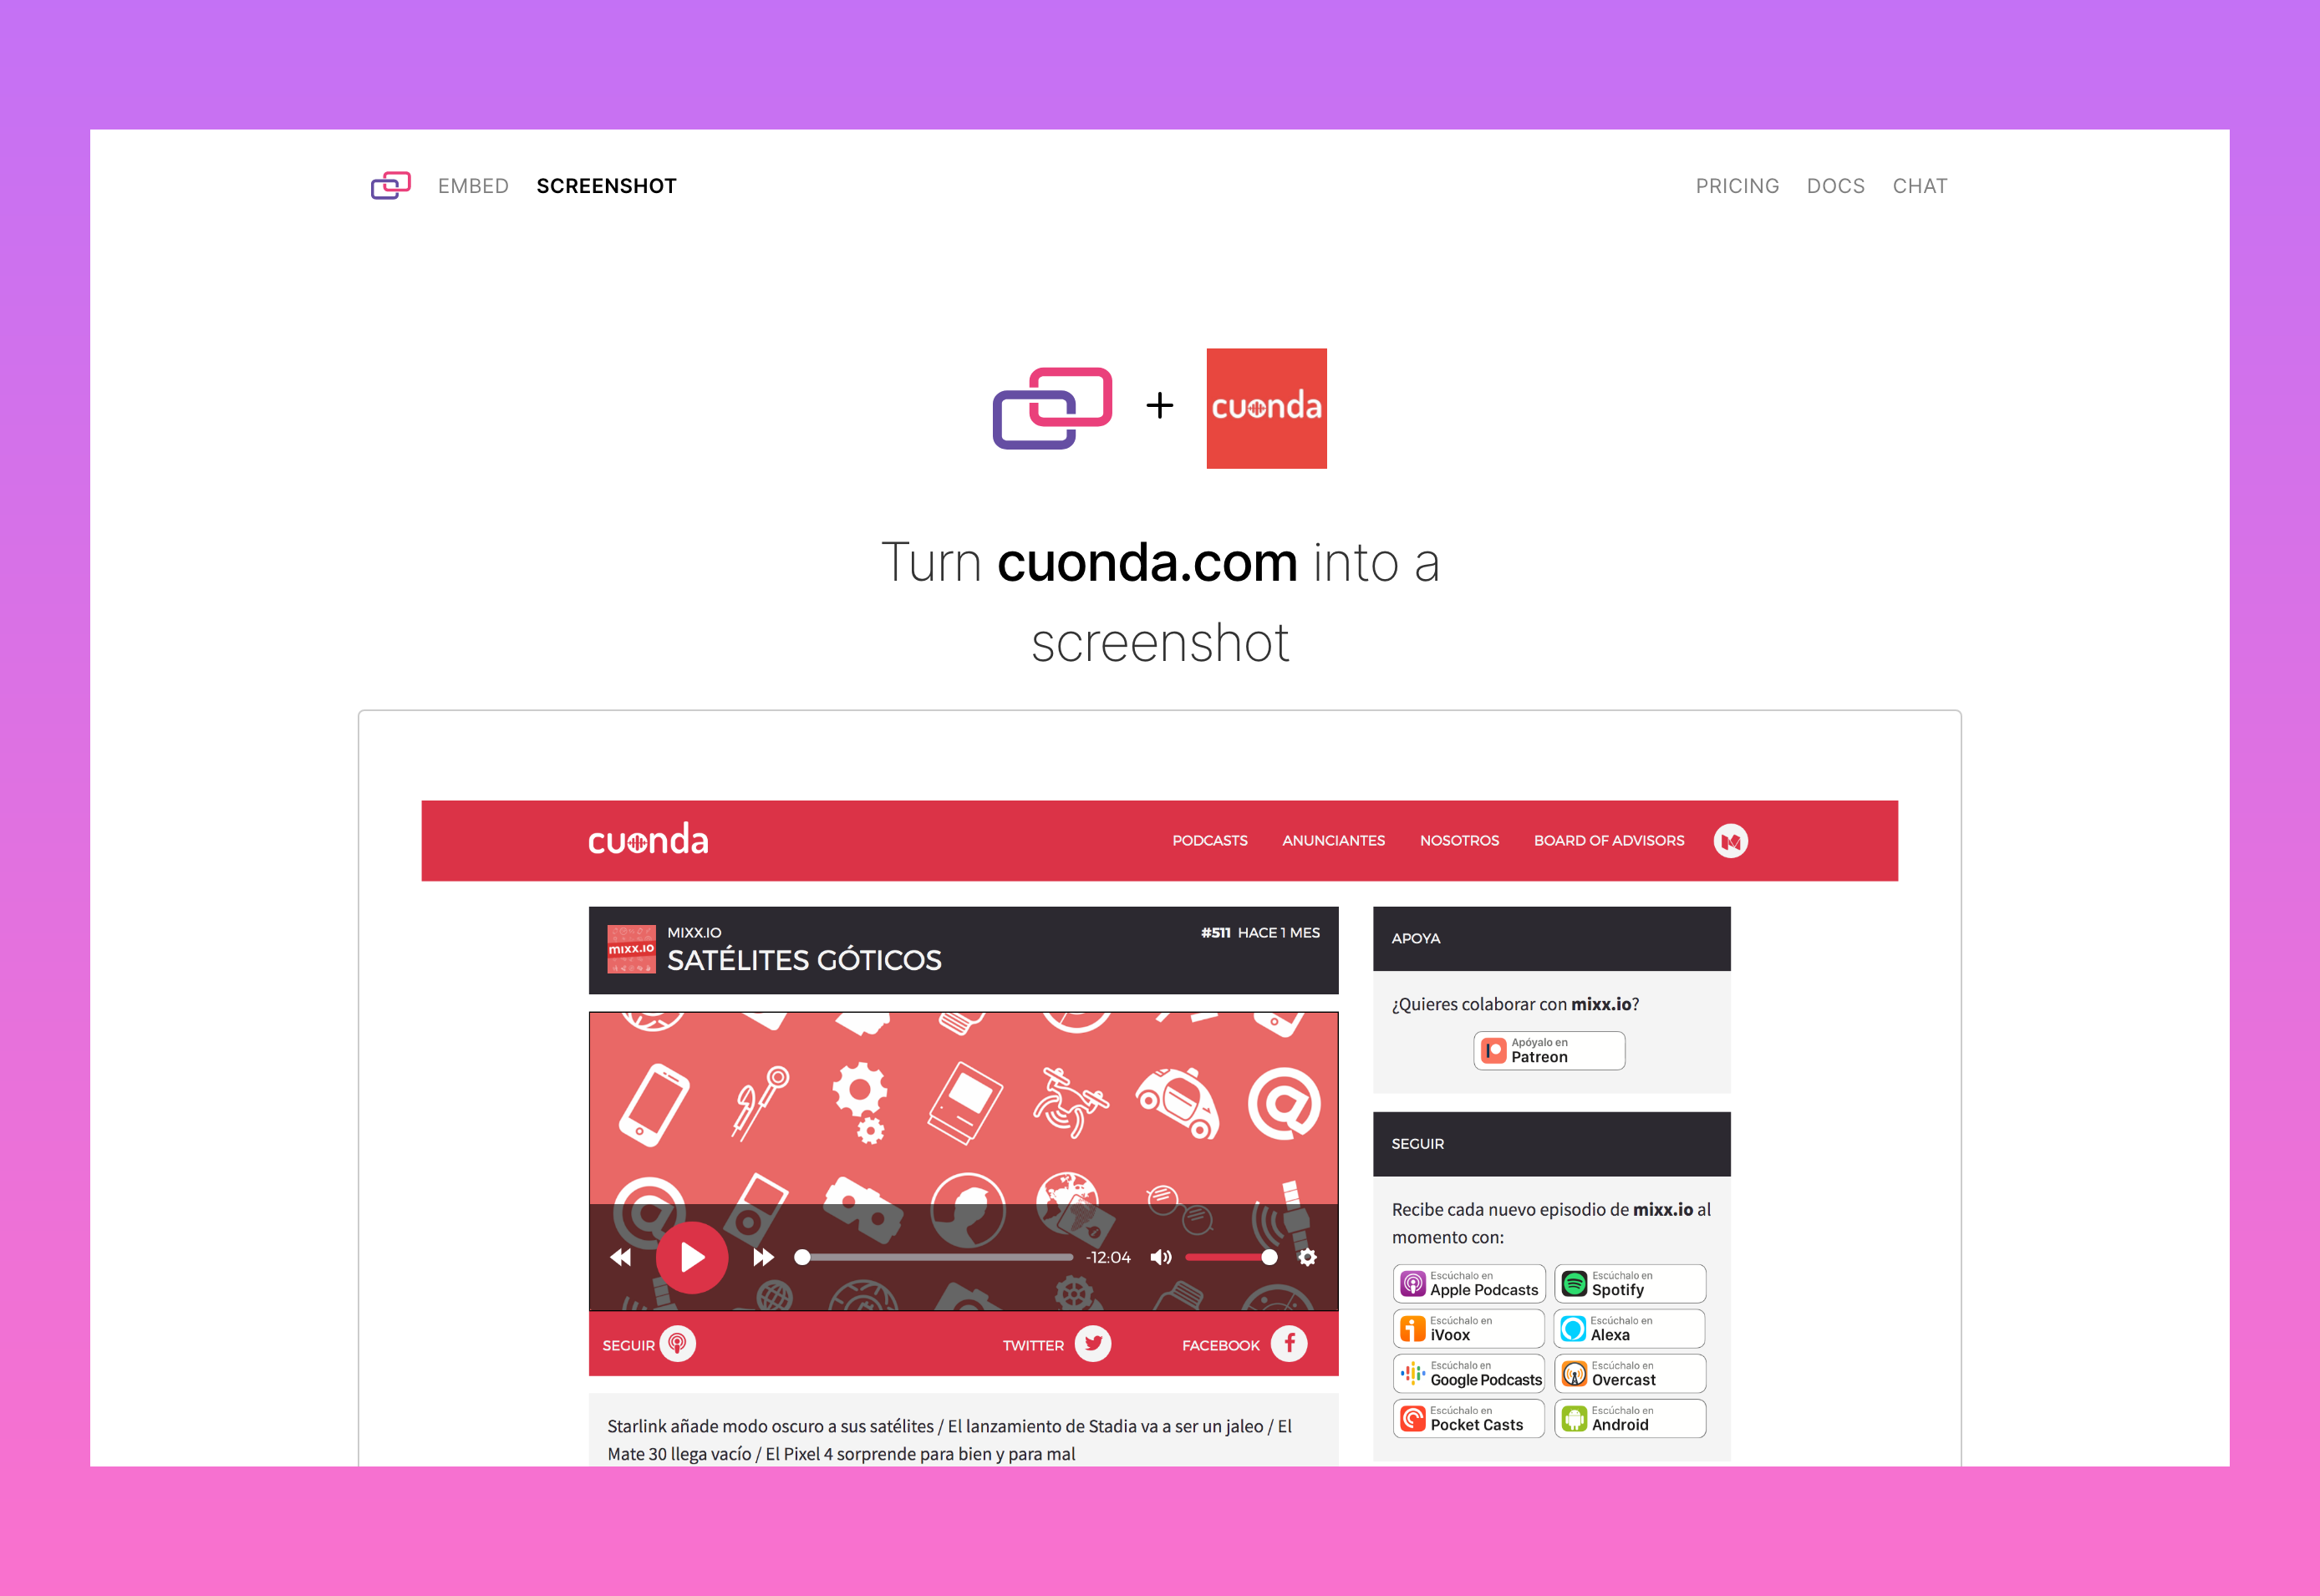 EMBED SCREENSHOT PRICING DOCS CHAT
+ cuonda
Turn cuonda.com into a
screenshot
cuonda PODCASTS ANUNCIANTES NOSOTROS BOARD OF ADVISORS
mixx.io
MIXX.IO #511 HACE 1 MES
SATÉLITES GÓTICOS
-12:04
SEGUIR TWITTER FACEBOOK
Starlink añade modo oscuro a sus satélites / El lanzamiento de Stadia va a ser un jaleo / El
Mate 30 llega vacío / El Pixel 4 sorprende para bien y para mal
APOYA
¿Quieres colaborar con mixx.io?
Apóyalo en
Patreon
SEGUIR
Recibe cada nuevo episodio de mixx.io al
momento con:
Escúchalo en
Apple Podcasts
Escúchalo en
Spotify
Escúchalo en
iVoox
Escúchalo en
Alexa
Escúchalo en
Google Podcasts
Escúchalo en
Overcast
Escúchalo en
Pocket Casts
Escúchalo en
Android